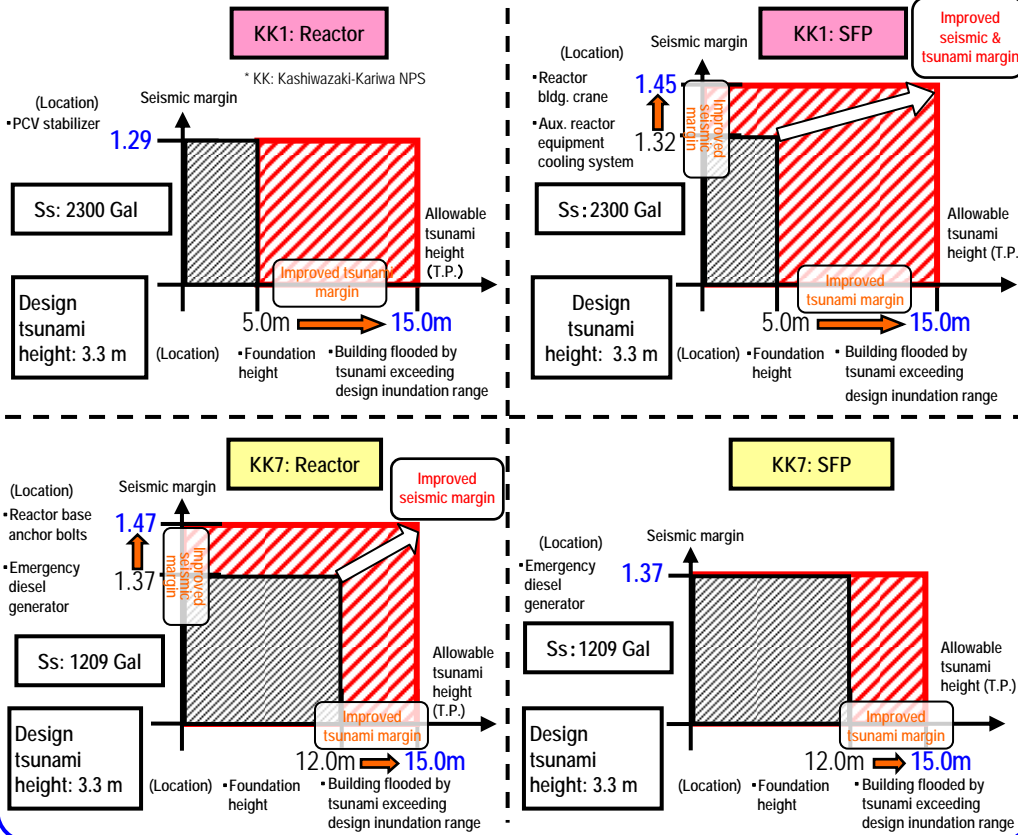 KK1: Reactor
* KK: Kashiwazaki-Kariwa NPS
(Location)
Seismic margin
▪PCV stabilizer
1.29
Ss: 2300 Gal
Allowable
tsunami
height
(T.P.)
Improved tsunami
margin
Design
tsunami
height: 3.3 m
5.0m
15.0m
(Location)
▪Foundation
height
▪Building flooded by
tsunami exceeding
design inundation range
KK1: SFP
Improved
seismic &
tsunami margin
Seismic margin
(Location)
▪Reactor
bldg. crane
1.45
▪Aux. reactor
equipment
cooling system
1.32
Improved
seismic
margin
Ss:2300 Gal
Allowable
tsunami
height (T.P.
Improved
tsunami margin
Design
tsunami
height: 3.3 m
5.0m
15.0m
(Location)
▪Foundation
height
▪Building flooded by
tsunami exceeding
design inundation range
KK7: Reactor
Improved
seismic margin
(Location)
Seismic margin
▪Reactor base
anchor bolts
1.47
▪Emergency
diesel
generator
1.37
Improved
seismic
margin
Ss: 1209 Gal
Allowable
tsunami
height
(T.P.)
Improved
tsunami margin
Design
tsunami
height: 3.3 m
12.0m
15.0m
(Location)
▪Foundation
height
▪Building flooded by
tsunami exceeding
design inundation range
KK7: SFP
(Location)
Seismic margin
▪Emergency
diesel
generator
1.37
Ss:1209 Gal
Allowable
tsunami
height (T.P.)
Improved
tsunami margin
Design
tsunami
height: 3.3 m
12.0m
15.0m
(Location)
▪Foundation
height
▪Building flooded by
tsunami exceeding
design inundation range